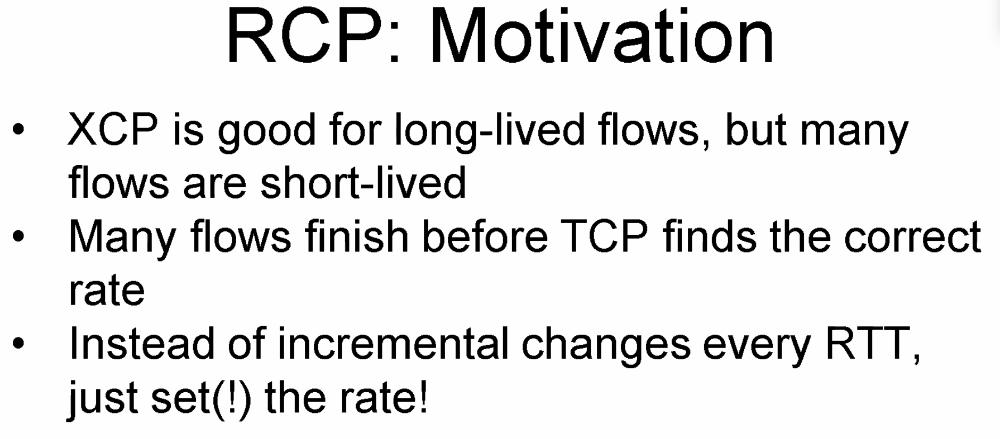 RCP: Motivation
• XCP is good for long-lived flows, but many
flows are short-lived
• Many flows finish before TCP finds the correct
rate
• Instead of incremental changes every RTT,
just set(!) the rate!